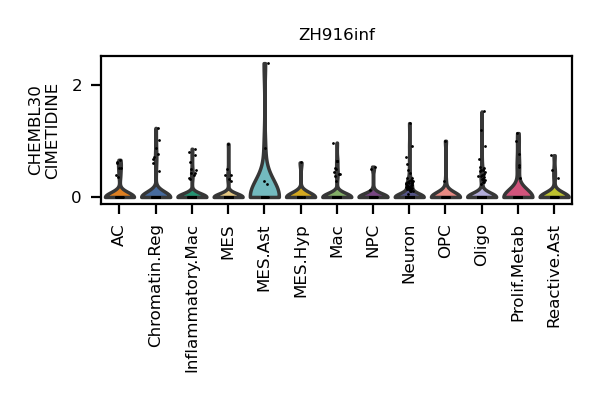 ZH916inf
CHEMBL30
CIMETIDINE
2
0
AC
Chromatin.Reg
Inflammatory.Mac
MES
MES.Ast
MES.Hyp
Mac
NPC
Neuron
OPC
Oligo
Prolif.Metab
Reactive.Ast